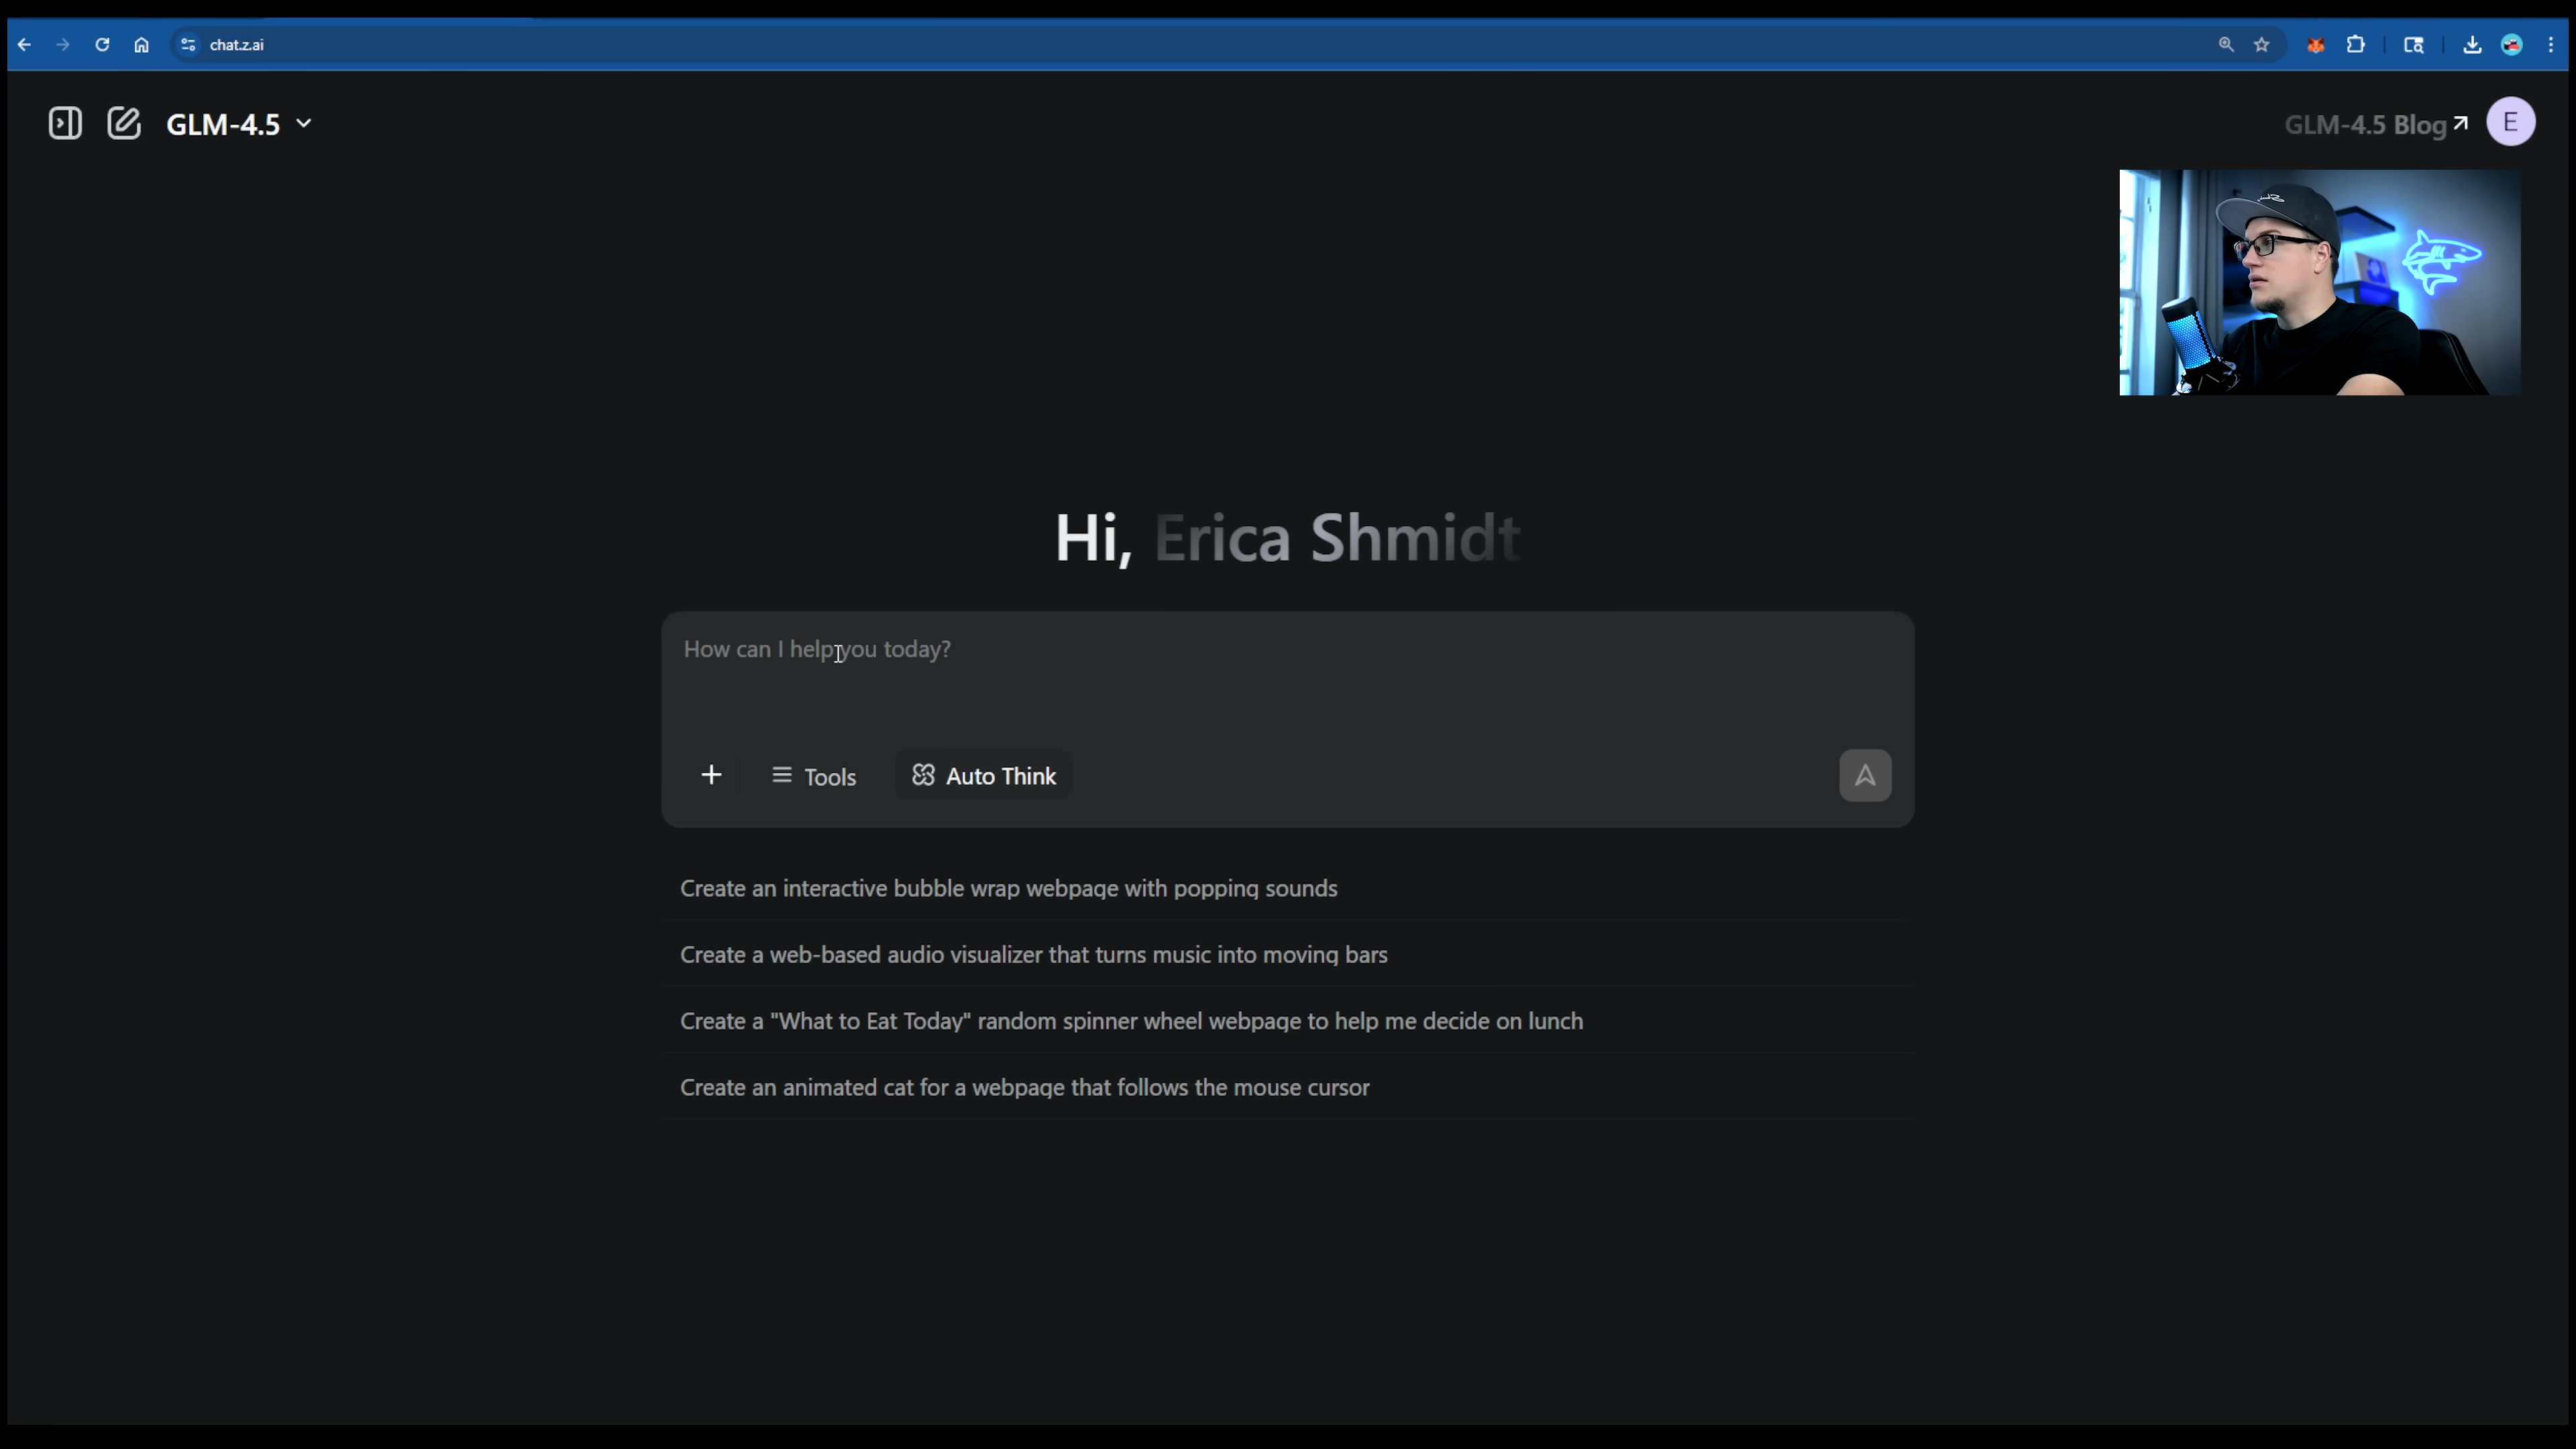 chat.z.ai
GLM-4.5
GLM-4.5 Blog
E
Hi, Erica Shmidt
How can I help you today?
Tools
Auto Think
Create an interactive bubble wrap webpage with popping sounds
Create a web-based audio visualizer that turns music into moving bars
Create a "What to Eat Today" random spinner wheel webpage to help me decide on lunch
Create an animated cat for a webpage that follows the mouse cursor